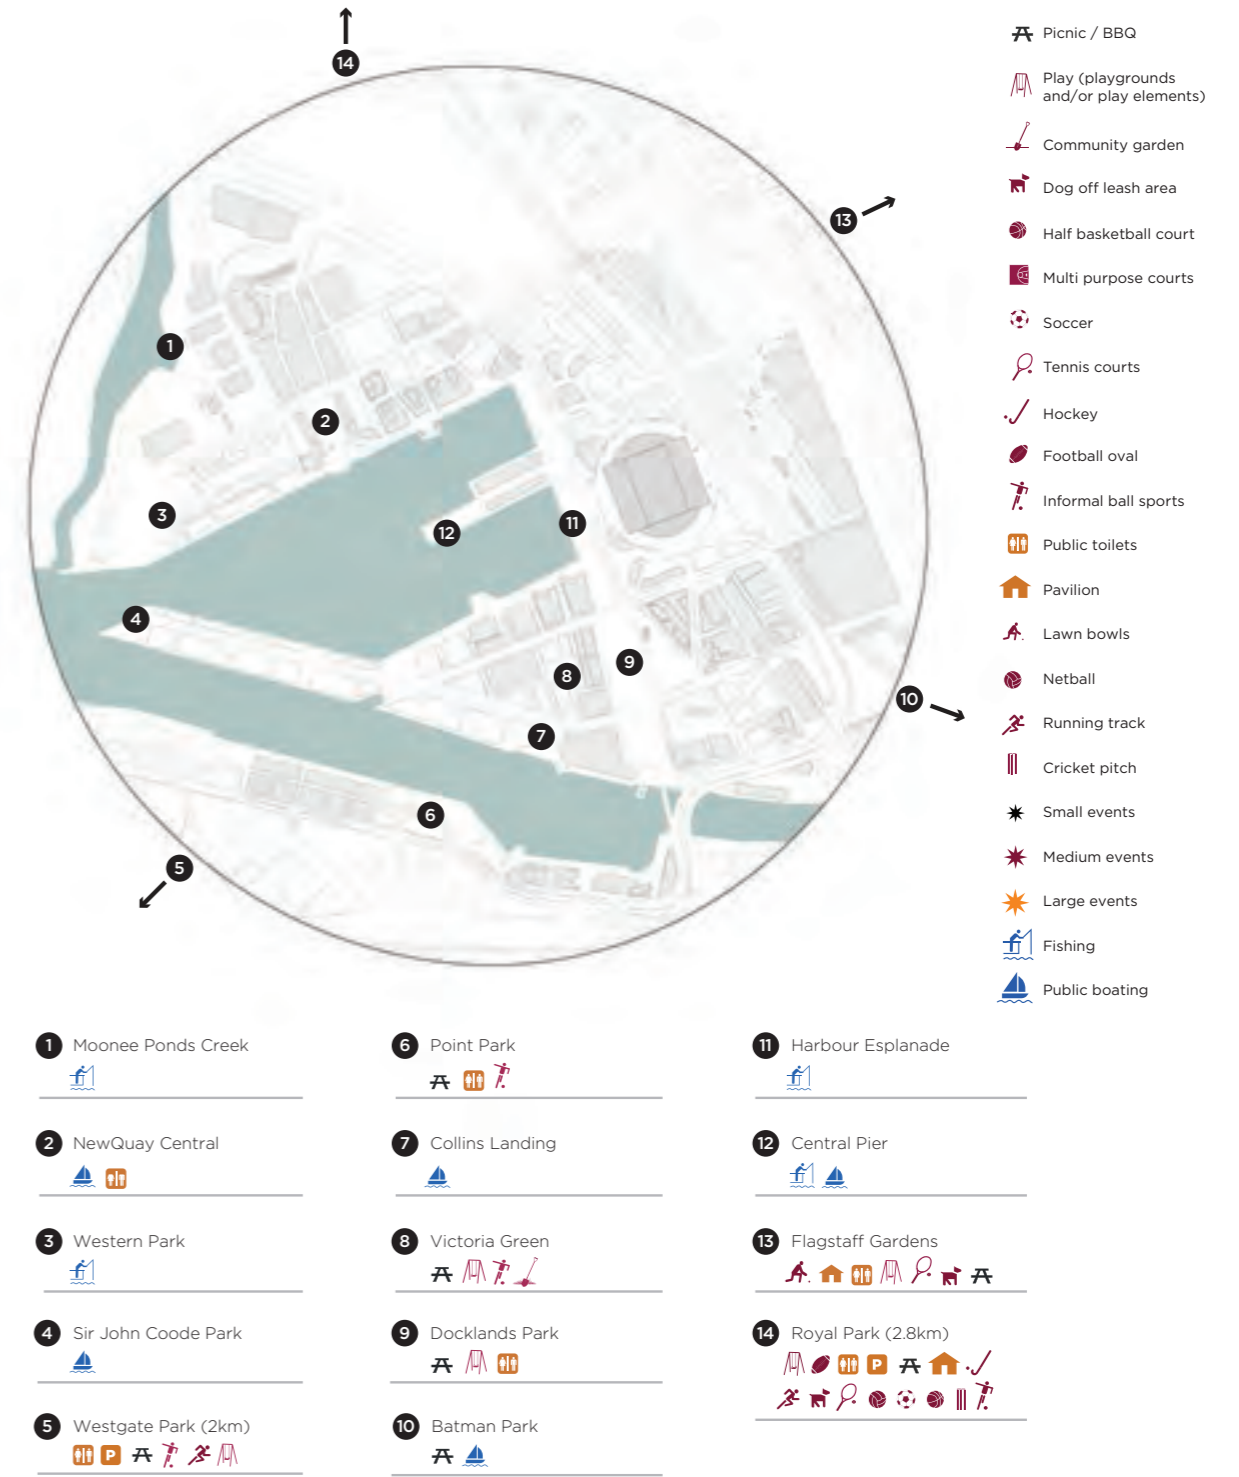 14
13
1
2
3
12
11
4
9
8
10
7
6
5
Picnic / BBQ
Play (playgrounds
and/or play elements)
Community garden
Dog off leash area
Half basketball court
Multi purpose courts
Soccer
Tennis courts
Hockey
Football oval
Informal ball sports
Public toilets
Pavilion
Lawn bowls
Netball
Running track
Cricket pitch
Small events
Medium events
Large events
Fishing
Public boating
1 Moonee Ponds Creek
2 NewQuay Central
3 Western Park
4 Sir John Coode Park
5 Westgate Park (2km)
P
6 Point Park
7 Collins Landing
8 Victoria Green
9 Docklands Park
10 Batman Park
11 Harbour Esplanade
12 Central Pier
13 Flagstaff Gardens
14 Royal Park (2.8km)
P